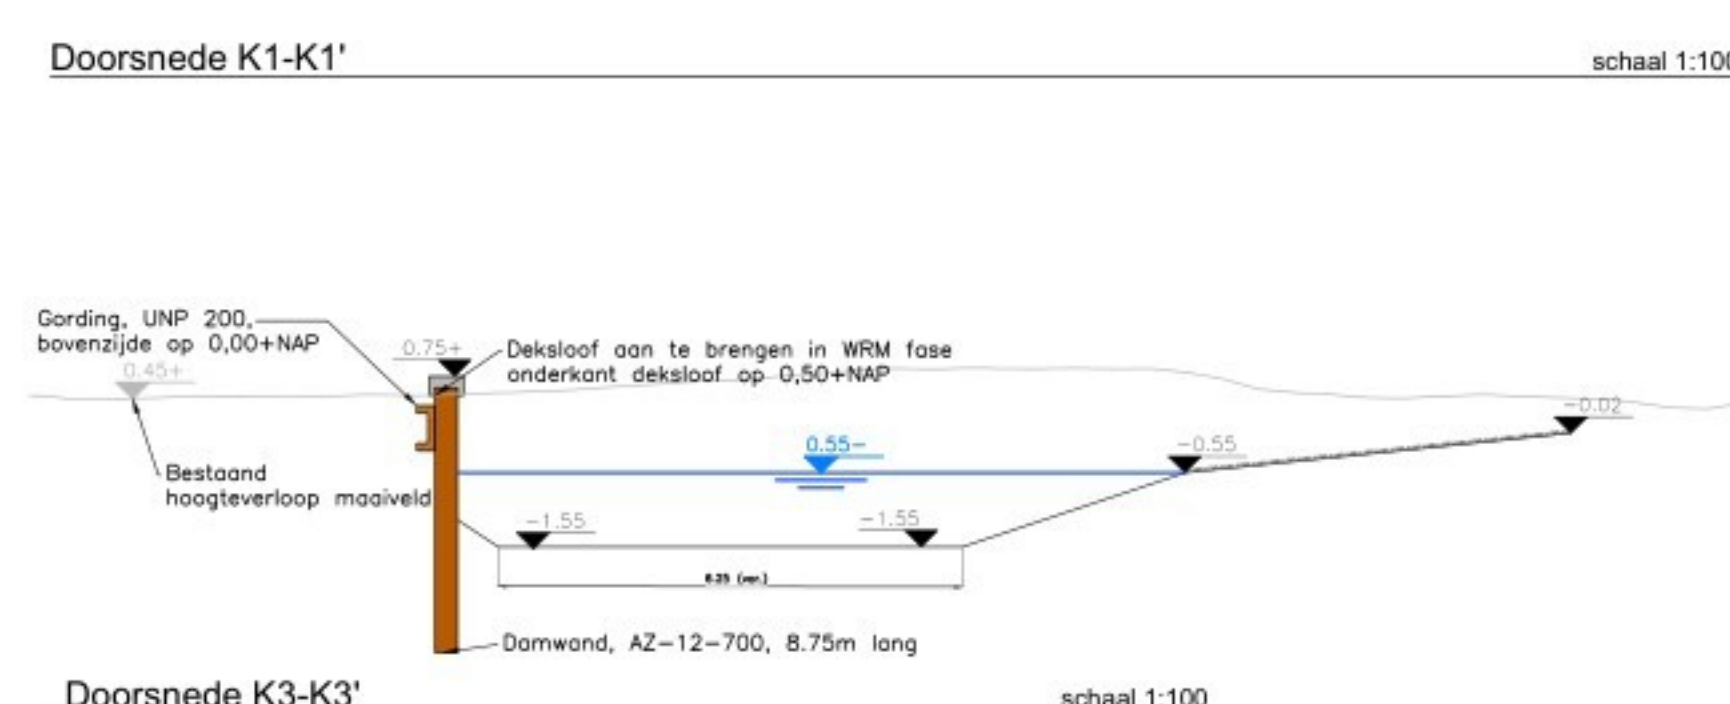 Doorsnede K1-K1'
schaal 1:100
Gording, UNP 200,
bovenzijde op 0,00+NAP
0.45+
0.75+
Deksloof aan te brengen in WRM fase
onderkant deksloof op 0,50+NAP
-0.02
0.55-
-0.55
Bestaand
hoogteverloop maaiveld
-1.55
-1.55
6.25 (var.)
Damwand, AZ-12-700, 8.75m lang
Doorsnede K3-K3'
schaal 1:100